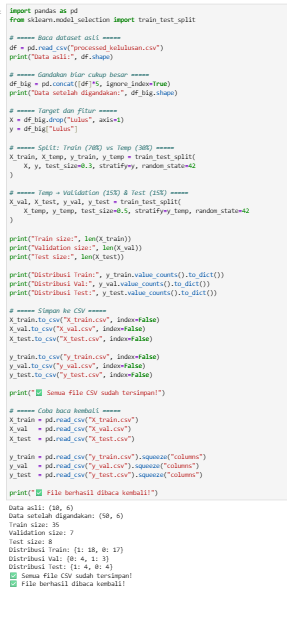 import pandas as pd
from sklearn.model_selection import train_test_split
# ===== Baca dataset asli =====
df = pd.read_csv("processed_kelulusan.csv")
print("Data asli:", df.shape)
# ===== Gandakan biar cukup besar =====
df_big = pd.concat([df]*5, ignore_index=True)
print("Data setelah digandakan:", df_big.shape)
# ===== Target dan fitur =====
X = df_big.drop("Lulus", axis=1)
y = df_big["Lulus"]
# ===== Split: Train (70%) vs Temp (30%) =====
X_train, X_temp, y_train, y_temp = train_test_split(
X, y, test_size=0.3, stratify=y, random_state=42
)
# ===== Temp → Validation (15%) & Test (15%) =====
X_val, X_test, y_val, y_test = train_test_split(
X_temp, y_temp, test_size=0.5, stratify=y_temp, random_state=42
)
print("Train size:", len(X_train))
print("Validation size:", len(X_val))
print("Test size:", len(X_test))
print("Distribusi Train:", y_train.value_counts().to_dict())
print("Distribusi Val:", y_val.value_counts().to_dict())
print("Distribusi Test:", y_test.value_counts().to_dict())
# ===== Simpan ke CSV =====
X_train.to_csv("X_train.csv", index=False)
X_val.to_csv("X_val.csv", index=False)
X_test.to_csv("X_test.csv", index=False)
y_train.to_csv("y_train.csv", index=False)
y_val.to_csv("y_val.csv", index=False)
y_test.to_csv("y_test.csv", index=False)
print("✅ Semua file CSV sudah tersimpan!")
# ===== Coba baca kembali =====
X_train = pd.read_csv("X_train.csv")
X_val = pd.read_csv("X_val.csv")
X_test = pd.read_csv("X_test.csv")
y_train = pd.read_csv("y_train.csv").squeeze("columns")
y_val = pd.read_csv("y_val.csv").squeeze("columns")
y_test = pd.read_csv("y_test.csv").squeeze("columns")
print("✅ File berhasil dibaca kembali!")
Data asli: (10, 6)
Data setelah digandakan: (50, 6)
Train size: 35
Validation size: 7
Test size: 8
Distribusi Train: {1: 18, 0: 17}
Distribusi Val: {0: 4, 1: 3}
Distribusi Test: {1: 4, 0: 4}
✅ Semua file CSV sudah tersimpan!
✅ File berhasil dibaca kembali!